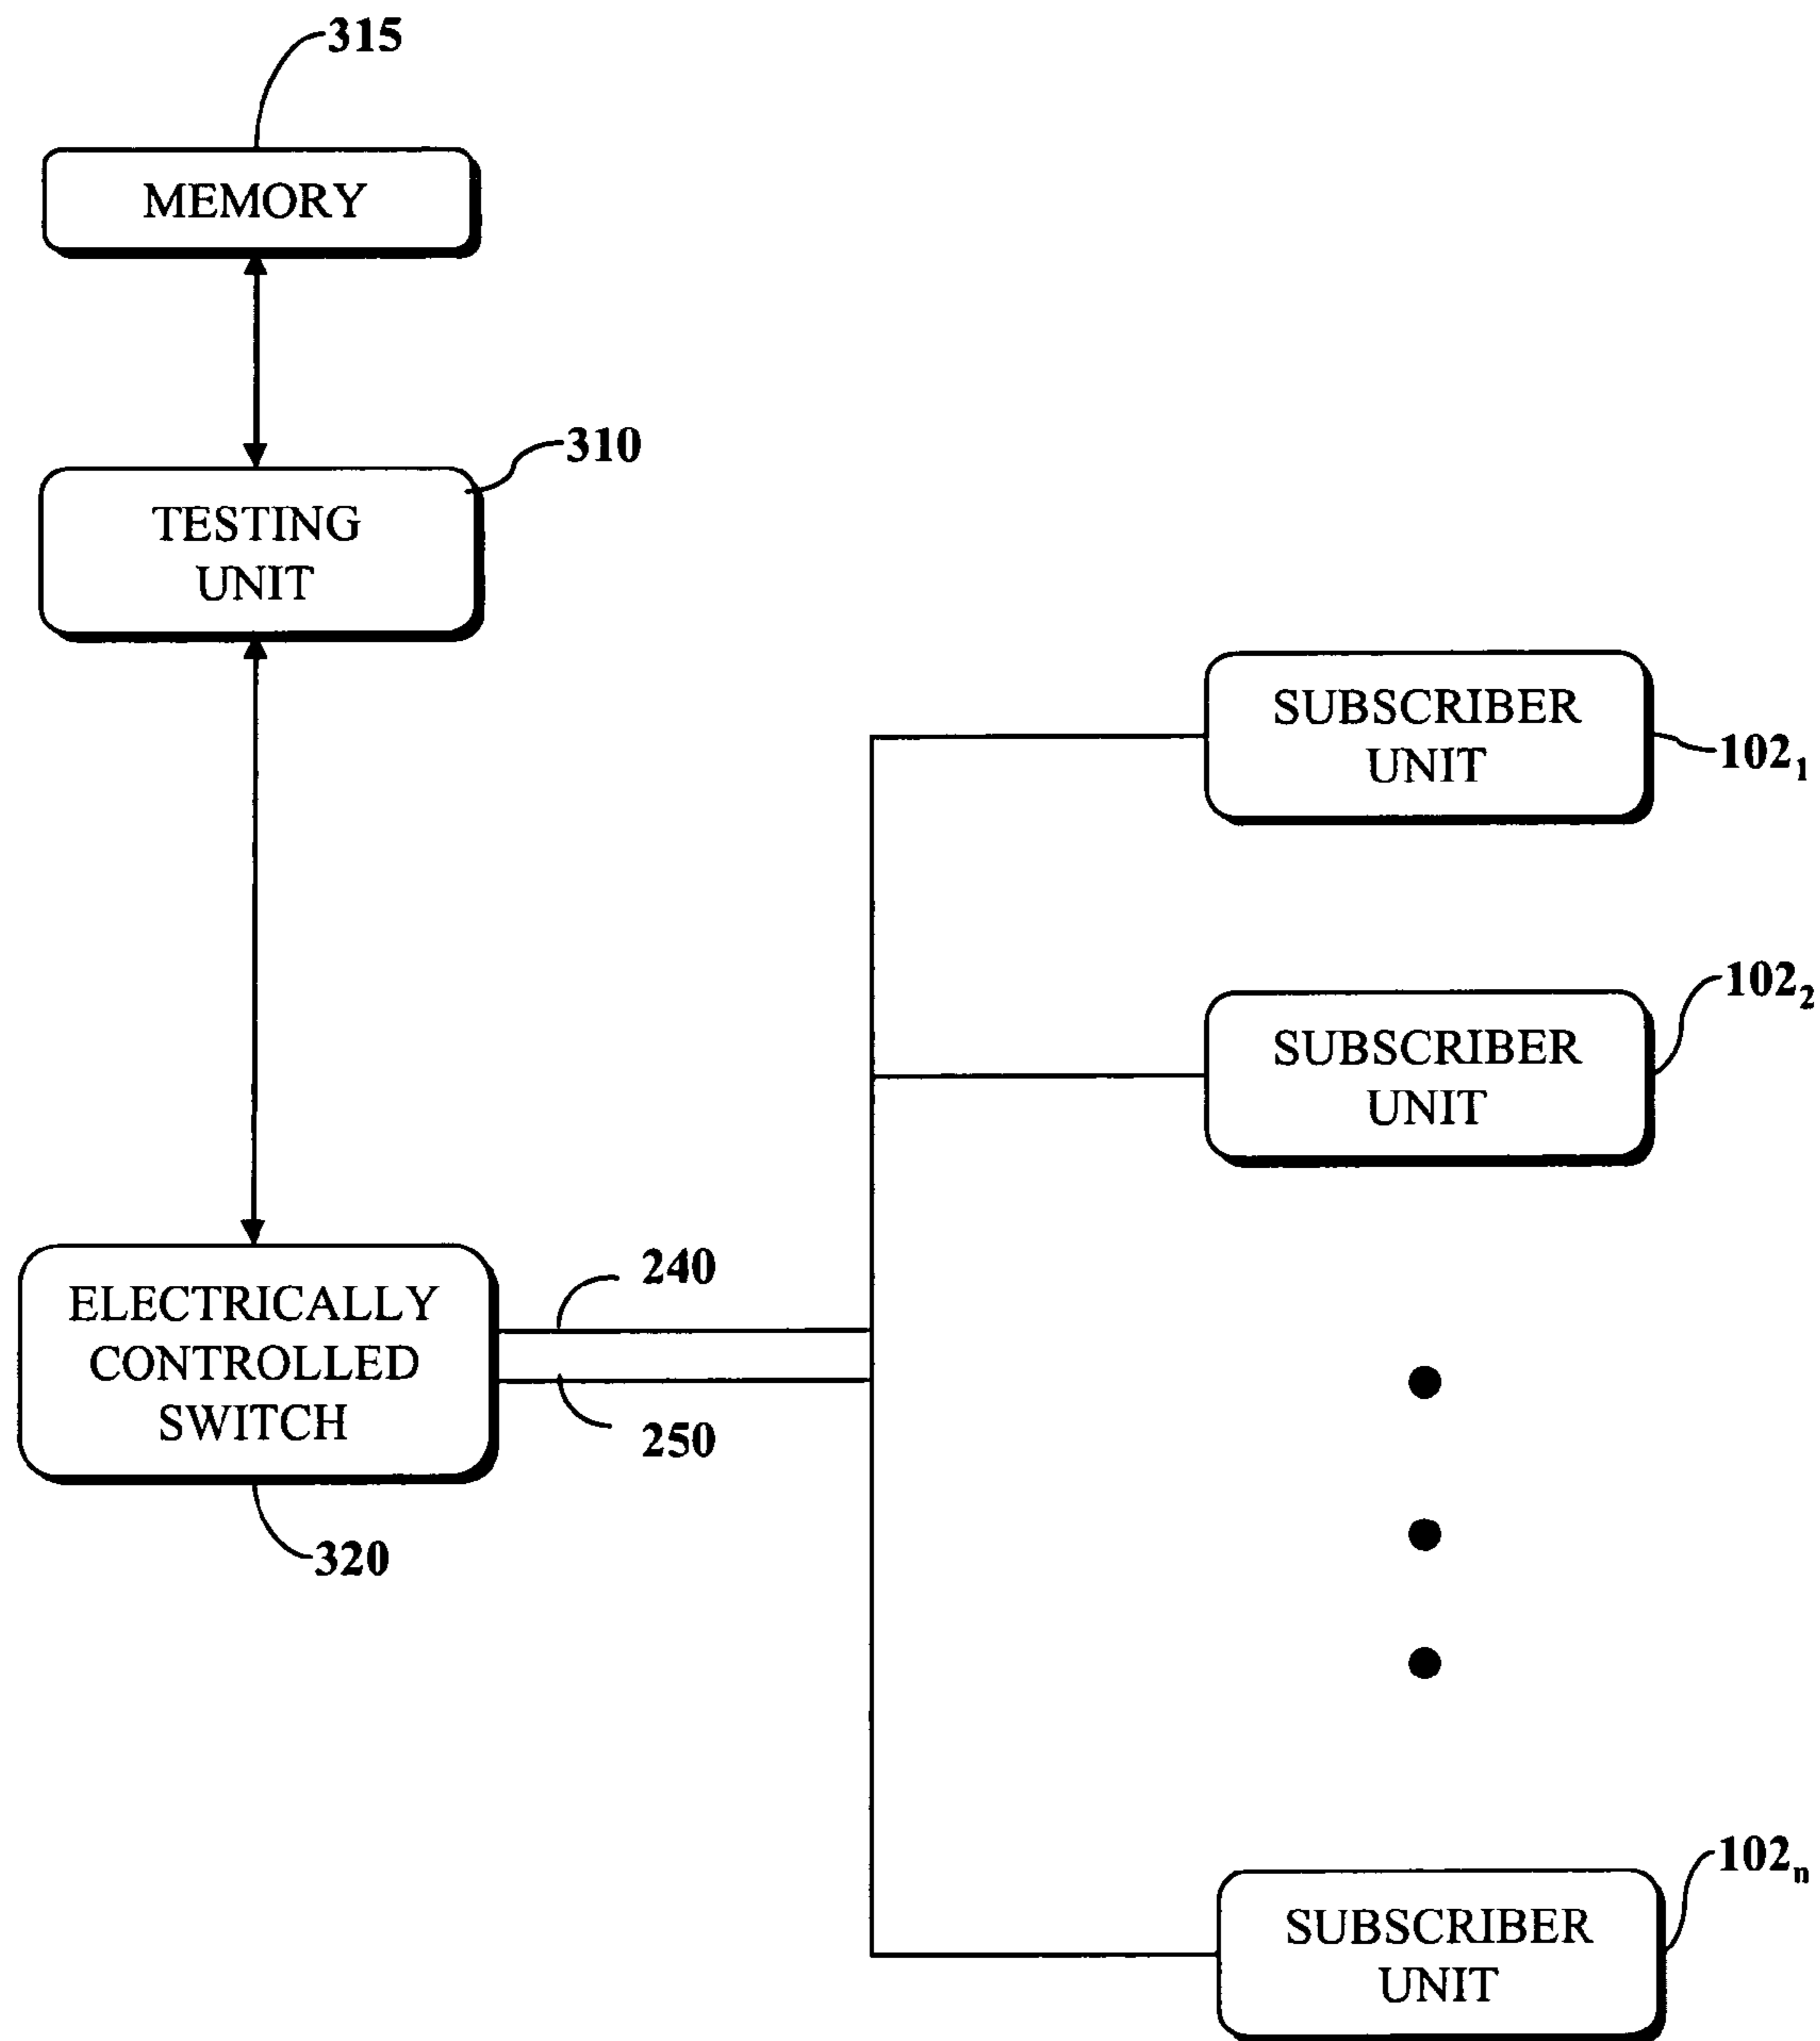 315
MEMORY
310
TESTING
UNIT
SUBSCRIBER
UNIT
102₁
102₂
SUBSCRIBER
UNIT
240
ELECTRICALLY
CONTROLLED
SWITCH
250
320
102ₙ
SUBSCRIBER
UNIT